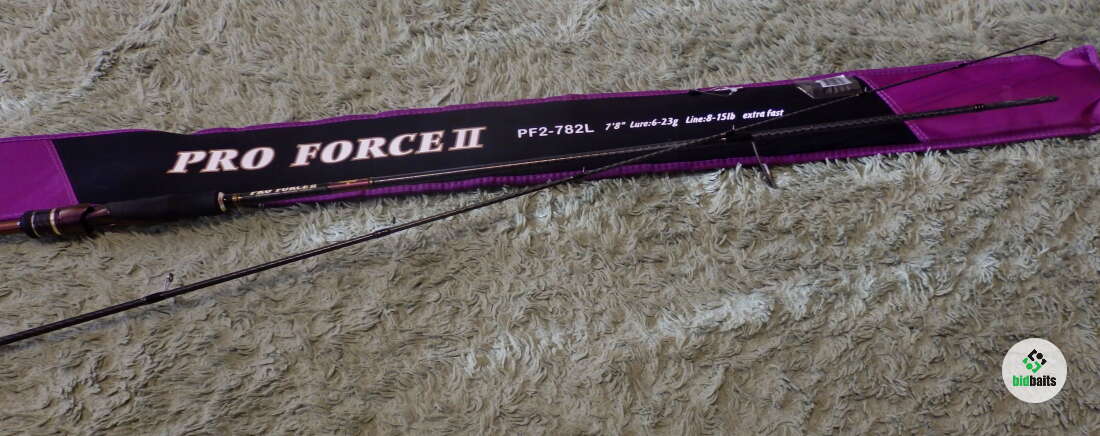 PRO FORCE II
PF2-782L 7'8" Lure:6-23g Line:8-15lb extra fast
PRO FORCE II
bidbaits